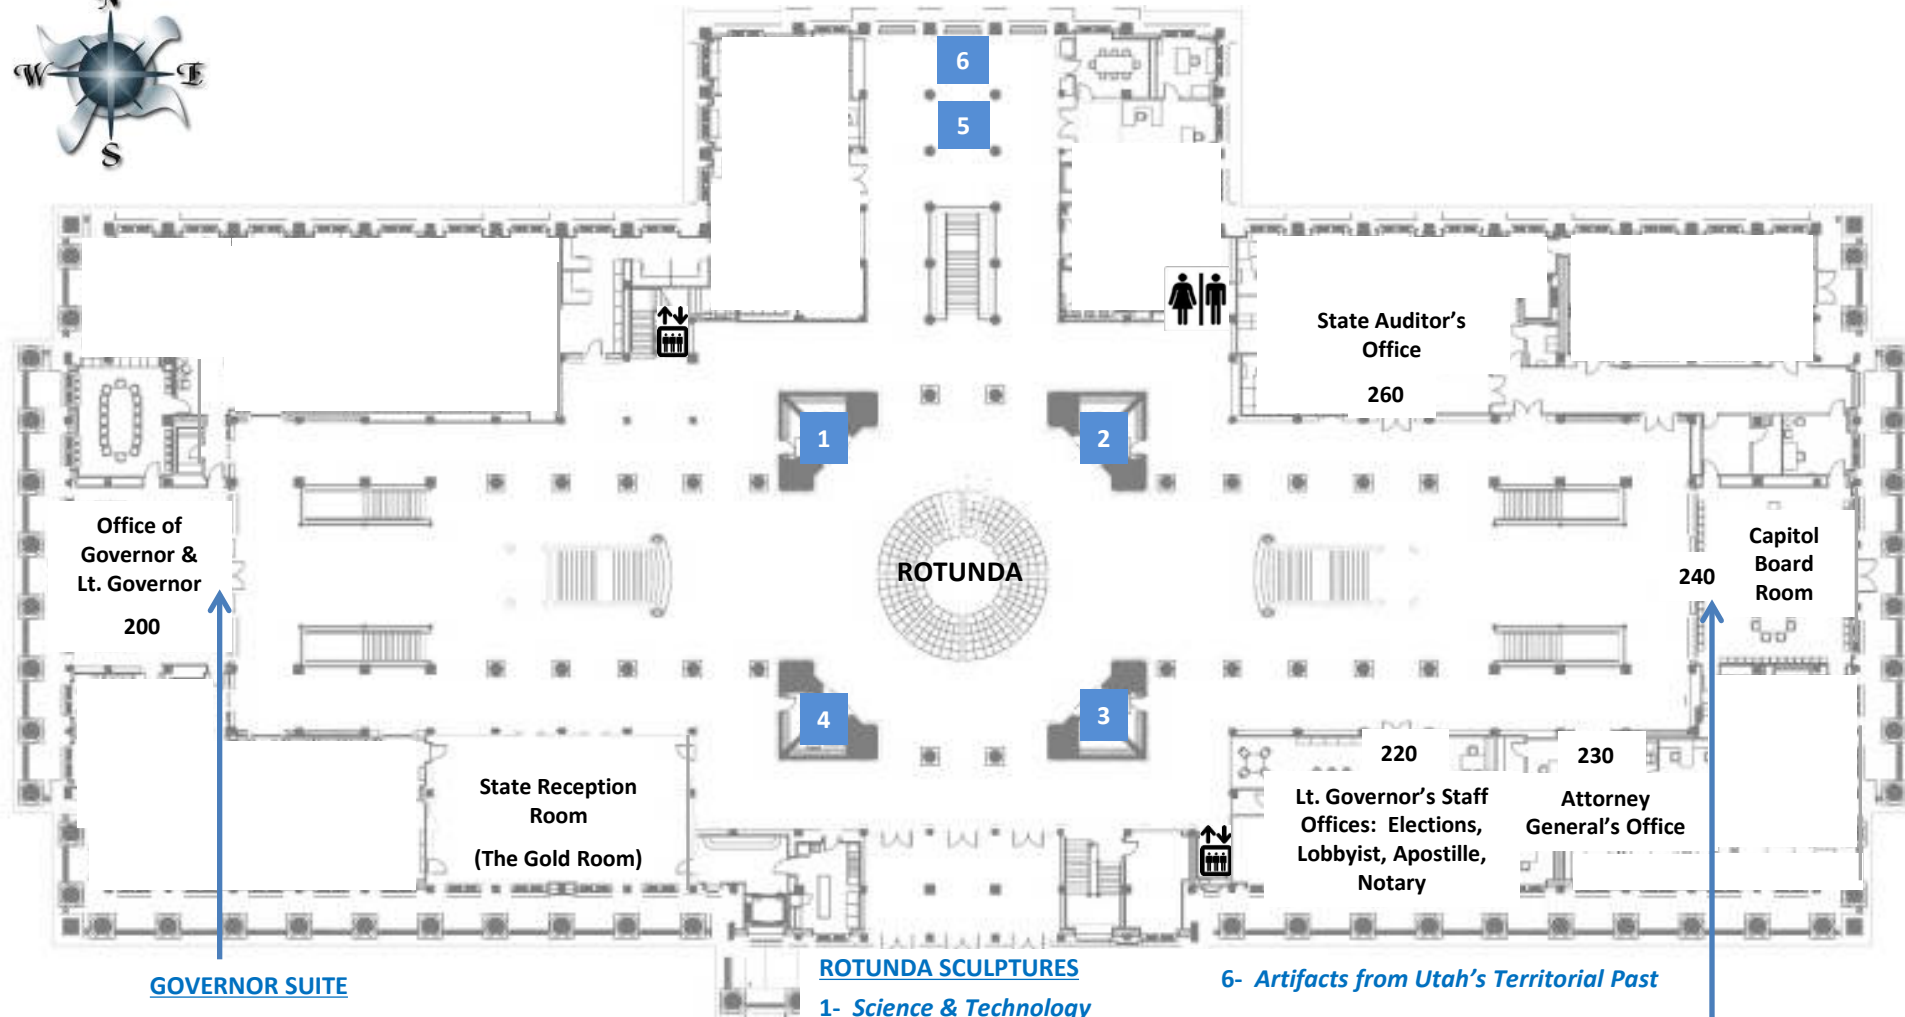 N
W
E
S
6
5
State Auditor's
Office
260
1
2
Office of
Governor &
Lt. Governor
200
ROTUNDA
240
Capitol
Board
Room
4
3
State Reception
Room
(The Gold Room)
220
Lt. Governor's Staff
Offices: Elections,
Lobbyist, Apostille,
Notary
230
Attorney
General's Office
GOVERNOR SUITE
ROTUNDA SCULPTURES
1- Science & Technology
6- Artifacts from Utah's Territorial Past